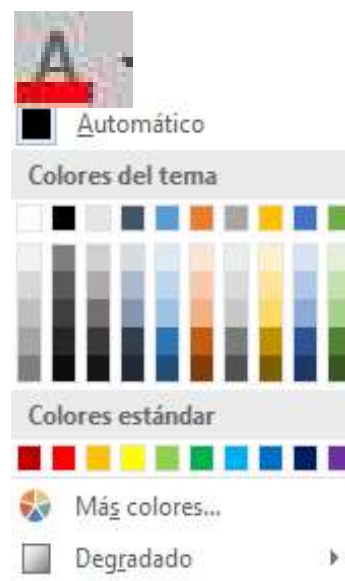 A
Automático
Colores del tema
Colores estándar
Más colores...
Degradado